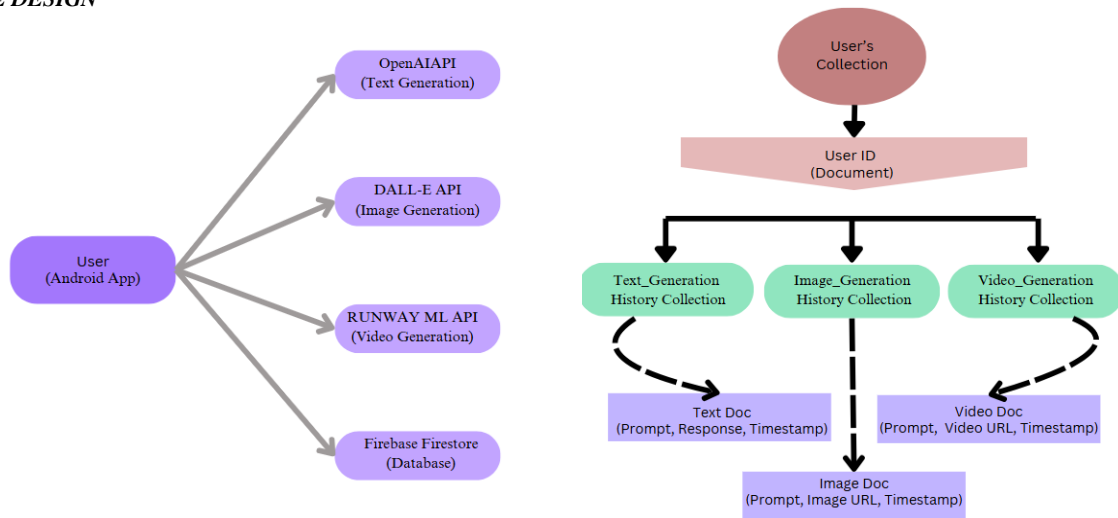 DESIGN
OpenAIAPI
(Text Generation)
DALL-E API
(Image Generation)
User
(Android App)
RUNWAY ML API
(Video Generation)
Firebase Firestore
(Database)
User's
Collection
User ID
(Document)
Text_Generation
History Collection
Image_Generation
History Collection
Video_Generation
History Collection
Text Doc
(Prompt, Response, Timestamp)
Video Doc
(Prompt, Video URL, Timestamp)
Image Doc
(Prompt, Image URL, Timestamp)